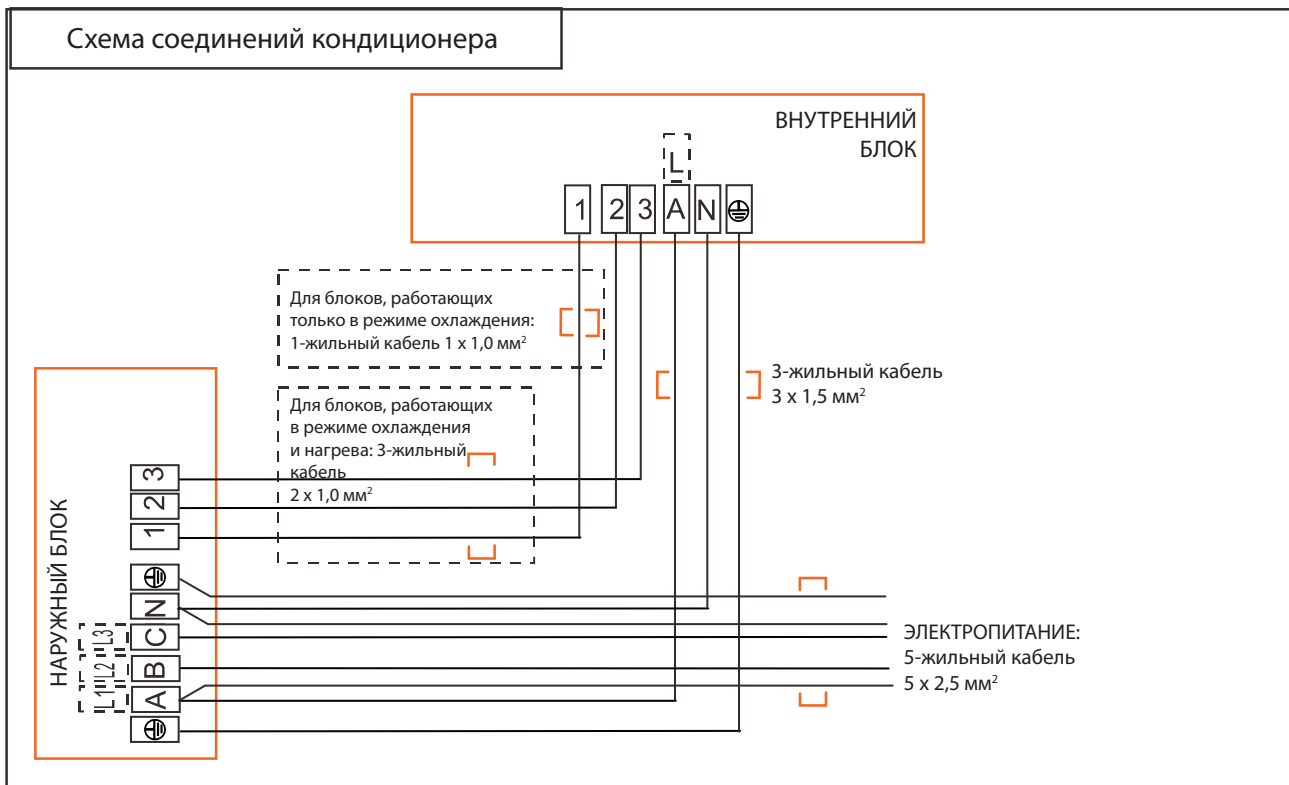 Схема соединений кондиционера
ВНУТРЕННИЙ
БЛОК
L
1 2 3 A N
Для блоков, работающих
только в режиме охлаждения:
1-жильный кабель 1 x 1,0 мм²
3-жильный кабель
3 x 1,5 мм²
Для блоков, работающих
в режиме охлаждения
и нагрева: 3-жильный
кабель
2 x 1,0 мм²
НАРУЖНЫЙ БЛОК
3
2
1
N
L3 C
L2 B
L1 A
ЭЛЕКТРОПИТАНИЕ:
5-жильный кабель
5 x 2,5 мм²